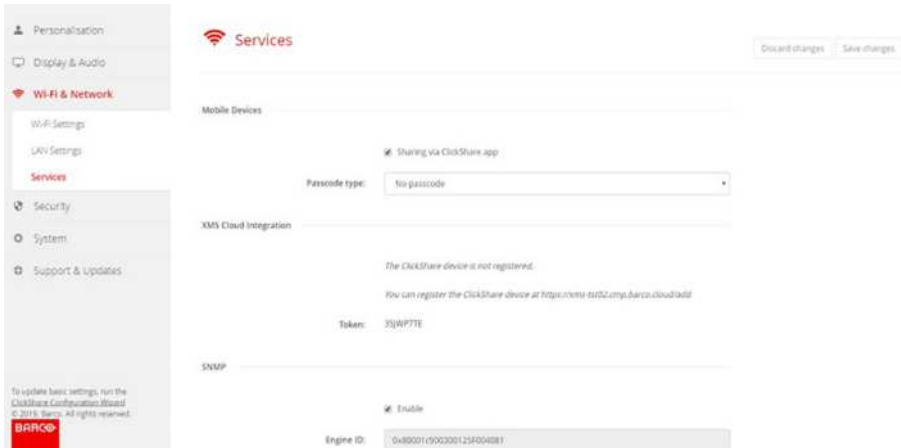 Personalisation
Display & Audio
Wi-Fi & Network
Wi-Fi Settings
LAN Settings
Services
Security
System
Support & Updates
To update basic settings, run the
ClickShare Configuration Wizard
© 2019, Barco. All rights reserved.
BARCO
Services
Discard changes
Save changes
Mobile Devices
Sharing via ClickShare app
Passcode type:
No passcode
XMS Cloud Integration
The ClickShare device is not registered.
You can register the ClickShare device at https://xms-tst02.cmp.barco.cloud/add
Token:
SNMP
Enable
Engine ID: